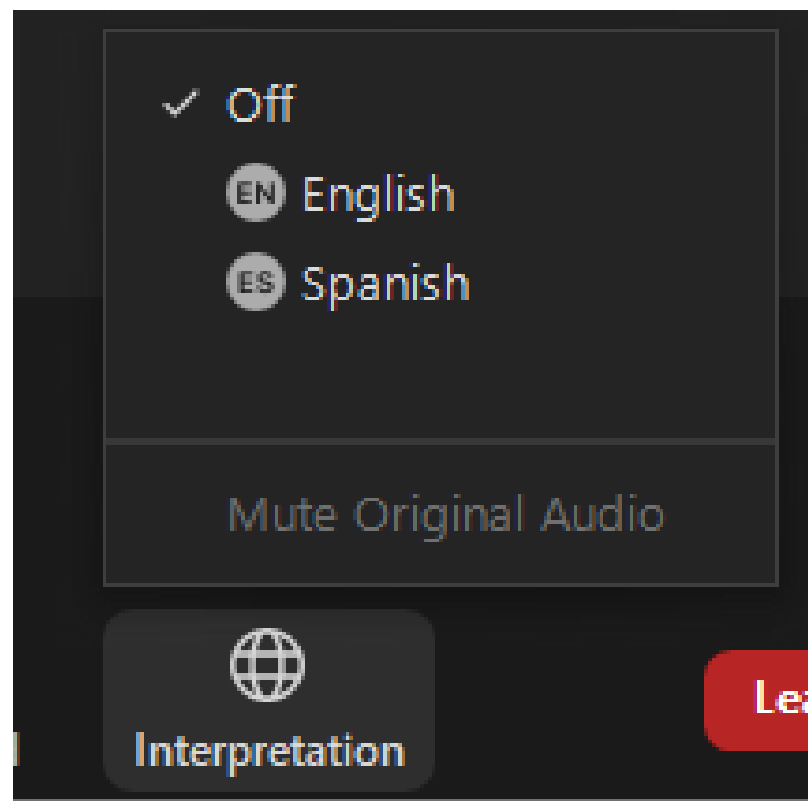 Off
EN English
ES Spanish
Mute Original Audio
Interpretation
Lea